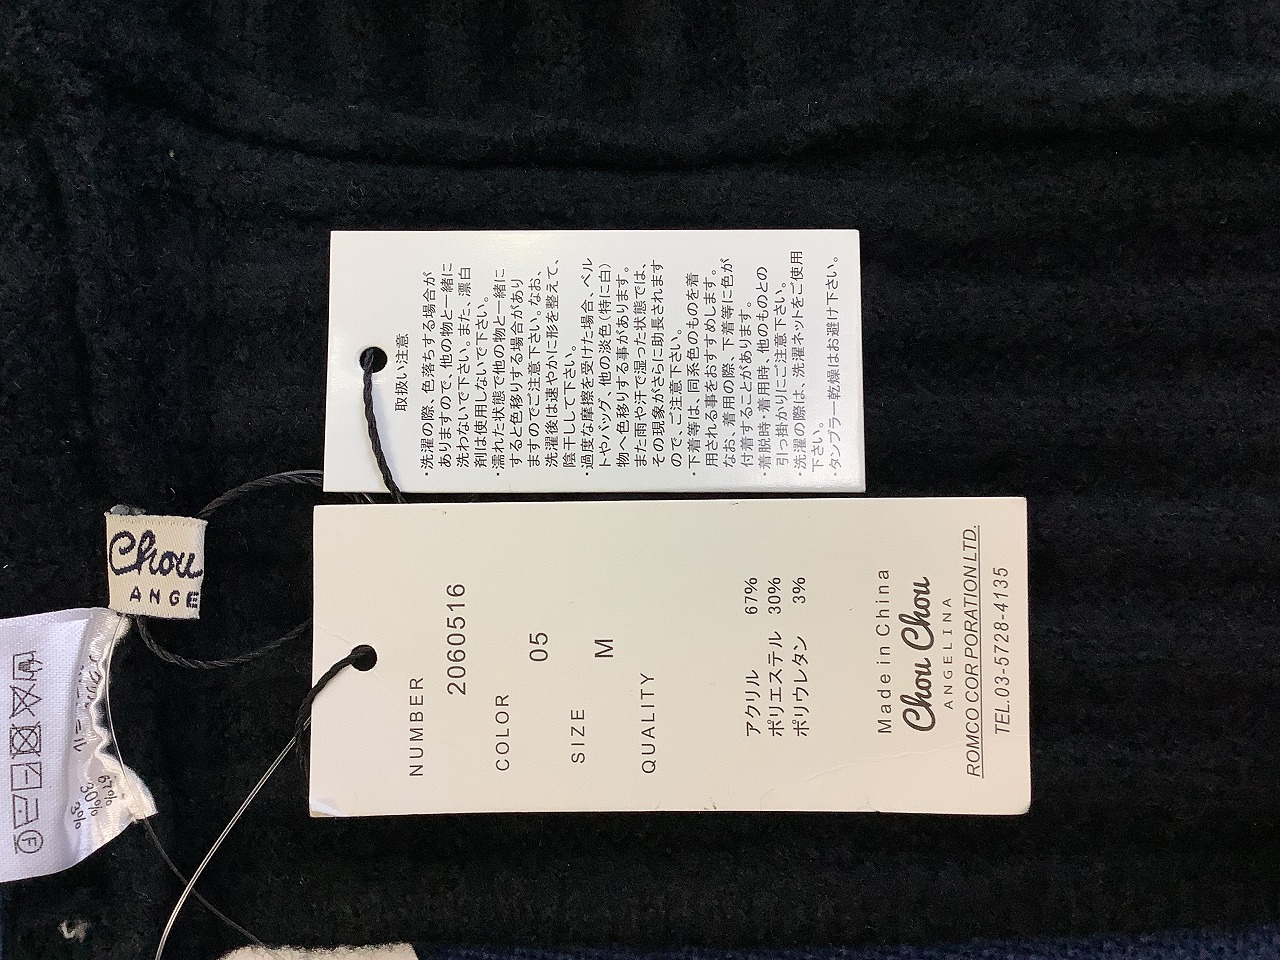 取扱い注意
・洗濯の際、色落ちする場合が
ありますので、他の物と一緒に
洗わないで下さい。また、漂白
剤は使用しないで下さい。
・濡れた状態で他の物と一緒に
すると色移りする場合があり
ますのでご注意下さい。なお、
洗濯後は速やかに形を整えて、
陰干しして下さい。
・過度な摩擦を受けた場合、ベル
トやバッグ、他の淡色(特に白)
物へ色移りする事があります。
また雨や汗で湿った状態では、
その現象がさらに助長されます
ので、ご注意下さい。
・下着等は、同系色のものを着
用される事をおすすめします。
なお、着用の際、下着等に色が
付着することがあります。
・着脱時・着用時、他のものとの
引っ掛かりにご注意下さい。
・洗濯の際は、洗濯ネットをご使用
下さい。
・タンブラー乾燥はお避け下さい。
NUMBER
2060516
COLOR
05
SIZE
M
QUALITY
アクリル 67%
ポリエステル 30%
ポリウレタン 3%
Made in China
Chou Chou
ANGELINA
ROMCO CORPORATION LTD.
TEL.03-5728-4135
Chou
ANGE
67%
30%
3%
F